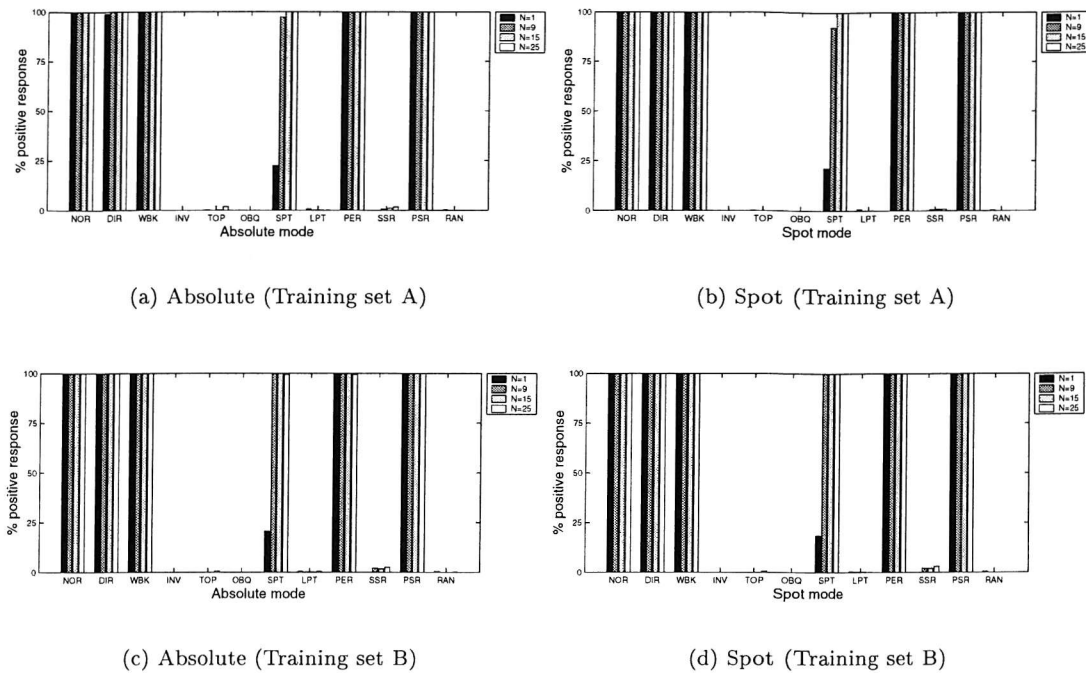 100
75
50
25
0
% positive response
NOR DIR WBK INV TOP OBQ SPT LPT PER SSR PSR RAN
Absolute mode
N=1
N=9
N=15
N=25
(a) Absolute (Training set A)
100
75
50
25
0
% positive response
NOR DIR WBK INV TOP OBQ SPT LPT PER SSR PSR RAN
Spot mode
N=1
N=9
N=15
N=25
(b) Spot (Training set A)
100
75
50
25
0
% positive response
NOR DIR WBK INV TOP OBQ SPT LPT PER SSR PSR RAN
Absolute mode
N=1
N=9
N=15
N=25
(c) Absolute (Training set B)
100
75
50
25
0
% positive response
NOR DIR WBK INV TOP OBQ SPT LPT PER SSR PSR RAN
Spot mode
N=1
N=9
N=15
N=25
(d) Spot (Training set B)